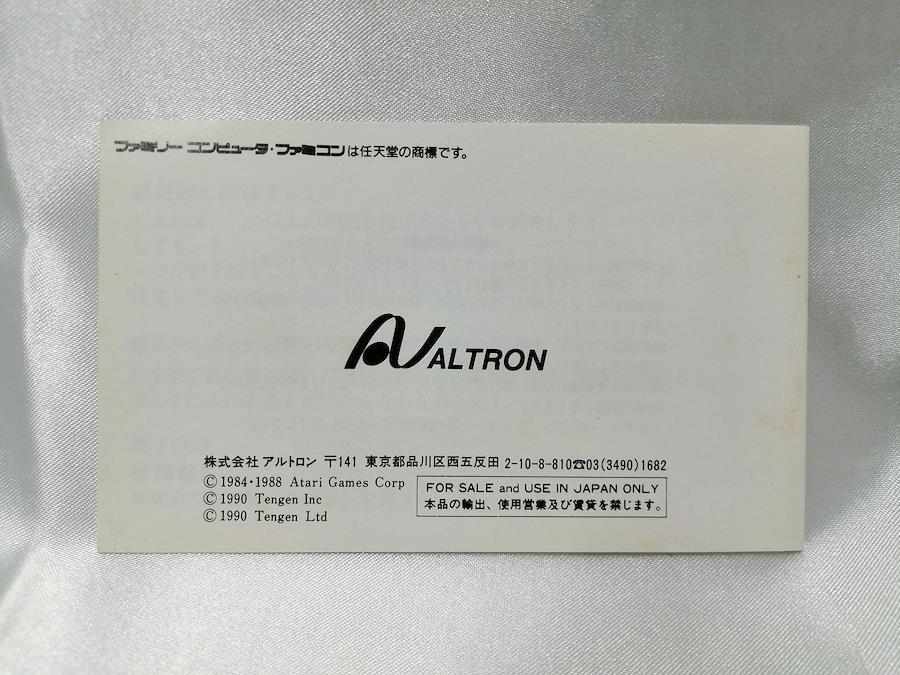 ファミリー コンピュータ・ファミコンは任天堂の商標です。
ALTRON
株式会社 アルトロン 〒141 東京都品川区西五反田 2-10-8-810☎03(3490)1682
©1984・1988 Atari Games Corp
©1990 Tengen Inc
©1990 Tengen Ltd
FOR SALE and USE IN JAPAN ONLY
本品の輸出、使用営業及び賃貸を禁じます。